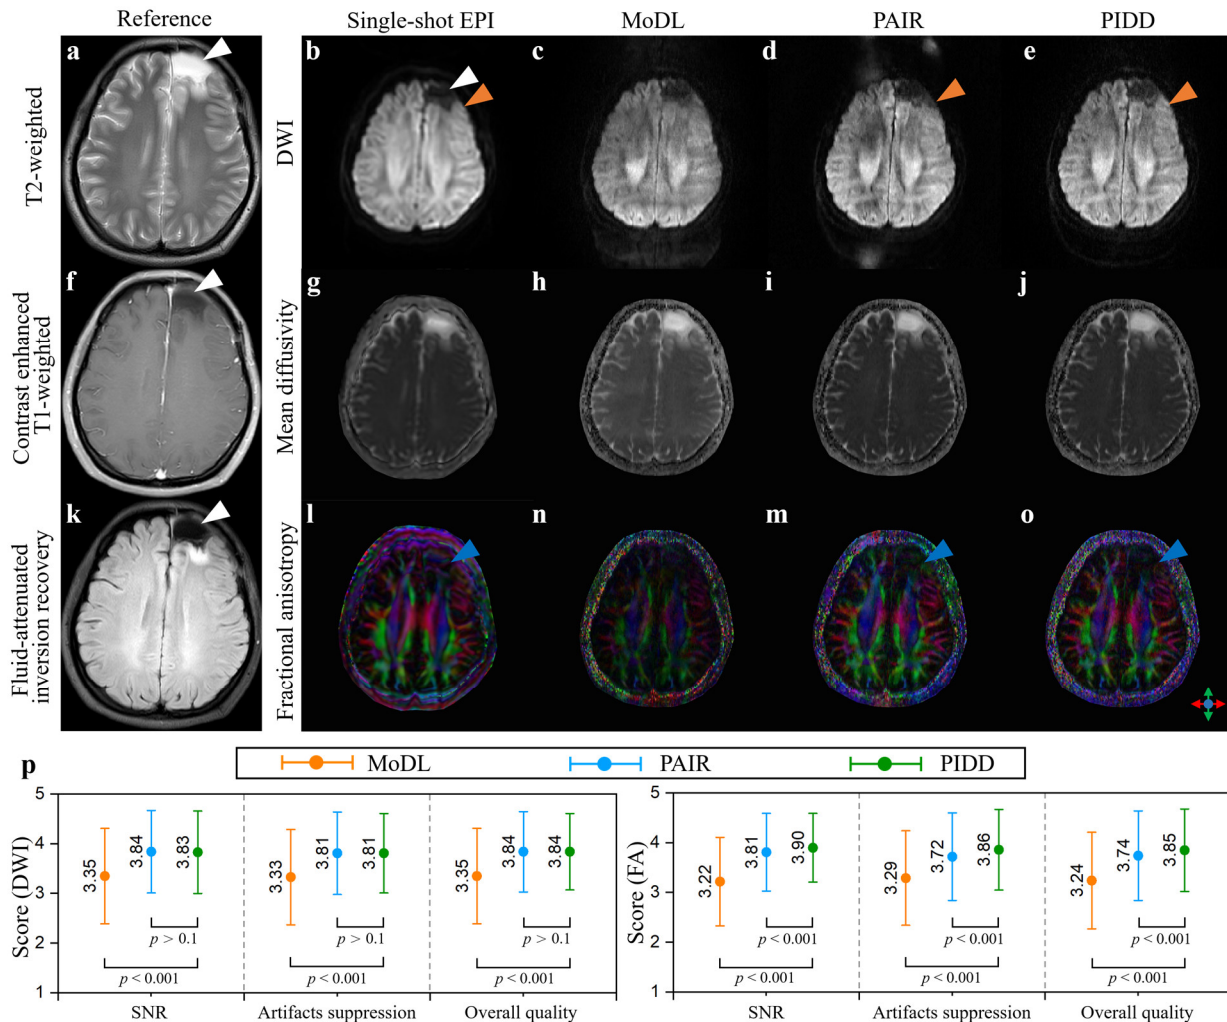 Reference
Single-shot EPI
MoDL
PAIR
PIDD
T2-weighted
a
DWI
b
c
d
e
Contrast enhanced
T1-weighted
f
Mean diffusivity
g
h
i
j
Fluid-attenuated
inversion recovery
k
Fractional anisotropy
l
n
m
o
p
MoDL
PAIR
PIDD
Score (DWI)
5
4
3
2
1
3.35
3.84
3.83
p > 0.1
p < 0.001
SNR
3.33
3.81
3.81
p > 0.1
p < 0.001
Artifacts suppression
3.35
3.84
3.84
p > 0.1
p < 0.001
Overall quality
Score (FA)
5
4
3
2
1
3.22
3.81
3.90
p < 0.001
p < 0.001
SNR
3.29
3.72
3.86
p < 0.001
p < 0.001
Artifacts suppression
3.24
3.74
3.85
p < 0.001
p < 0.001
Overall quality